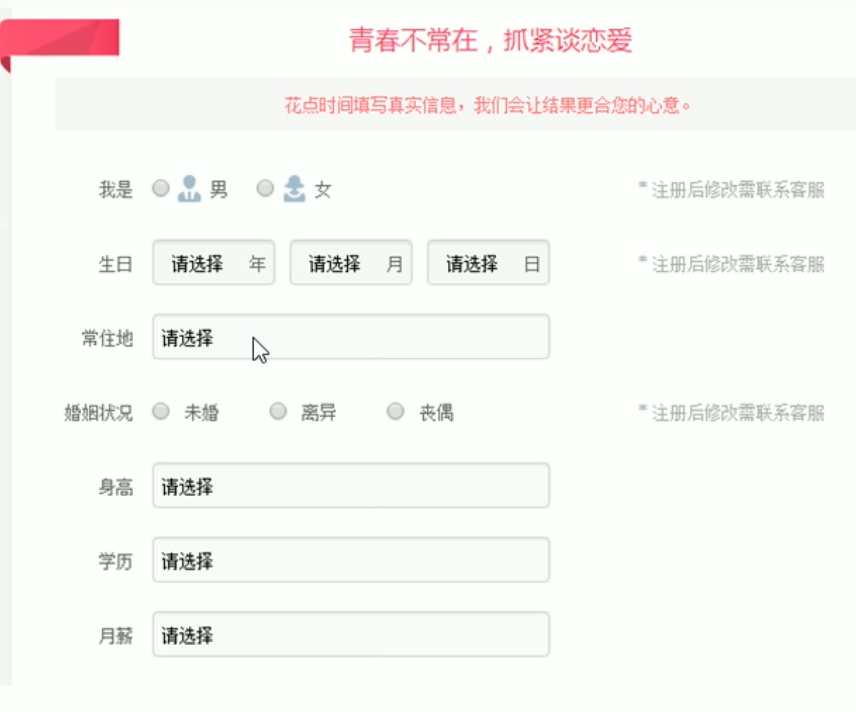 青春不常在，抓紧谈恋爱
花点时间填写真实信息，我们会让结果更合您的心意。
我是 男 女 * 注册后修改需联系客服
生日 请选择 年 请选择 月 请选择 日 * 注册后修改需联系客服
常住地 请选择
婚姻状况 未婚 离异 丧偶 * 注册后修改需联系客服
身高 请选择
学历 请选择
月薪 请选择